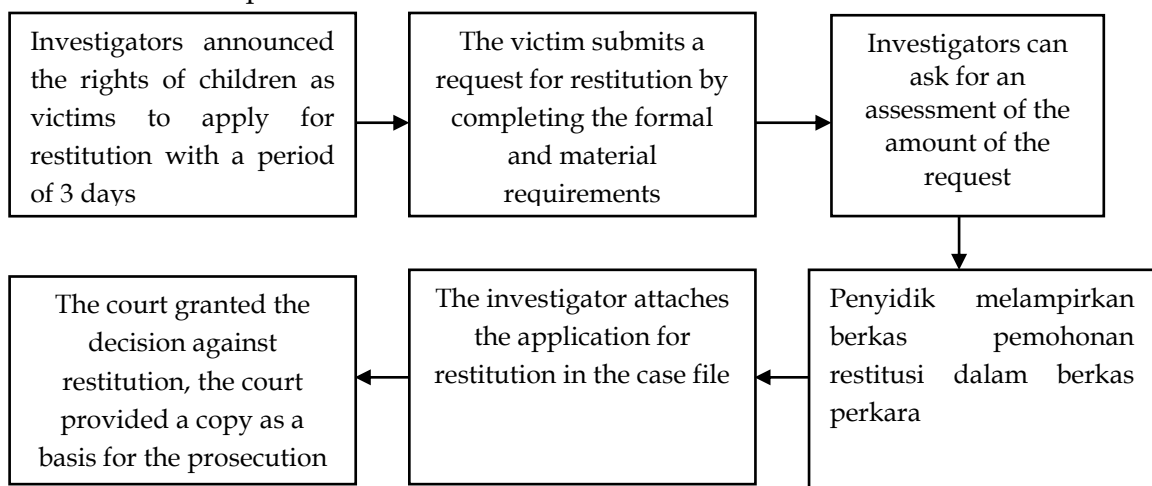 Investigators announced
the rights of children as
victims to apply for
restitution with a period
of 3 days
The victim submits a
request for restitution by
completing the formal
and material
requirements
Investigators can
ask for an
assessment of the
amount of the
request
Penyidik melampirkan
berkas pemohonan
restitusi dalam berkas
perkara
The investigator attaches
the application for
restitution in the case file
The court granted the
decision against
restitution, the court
provided a copy as a
basis for the prosecution